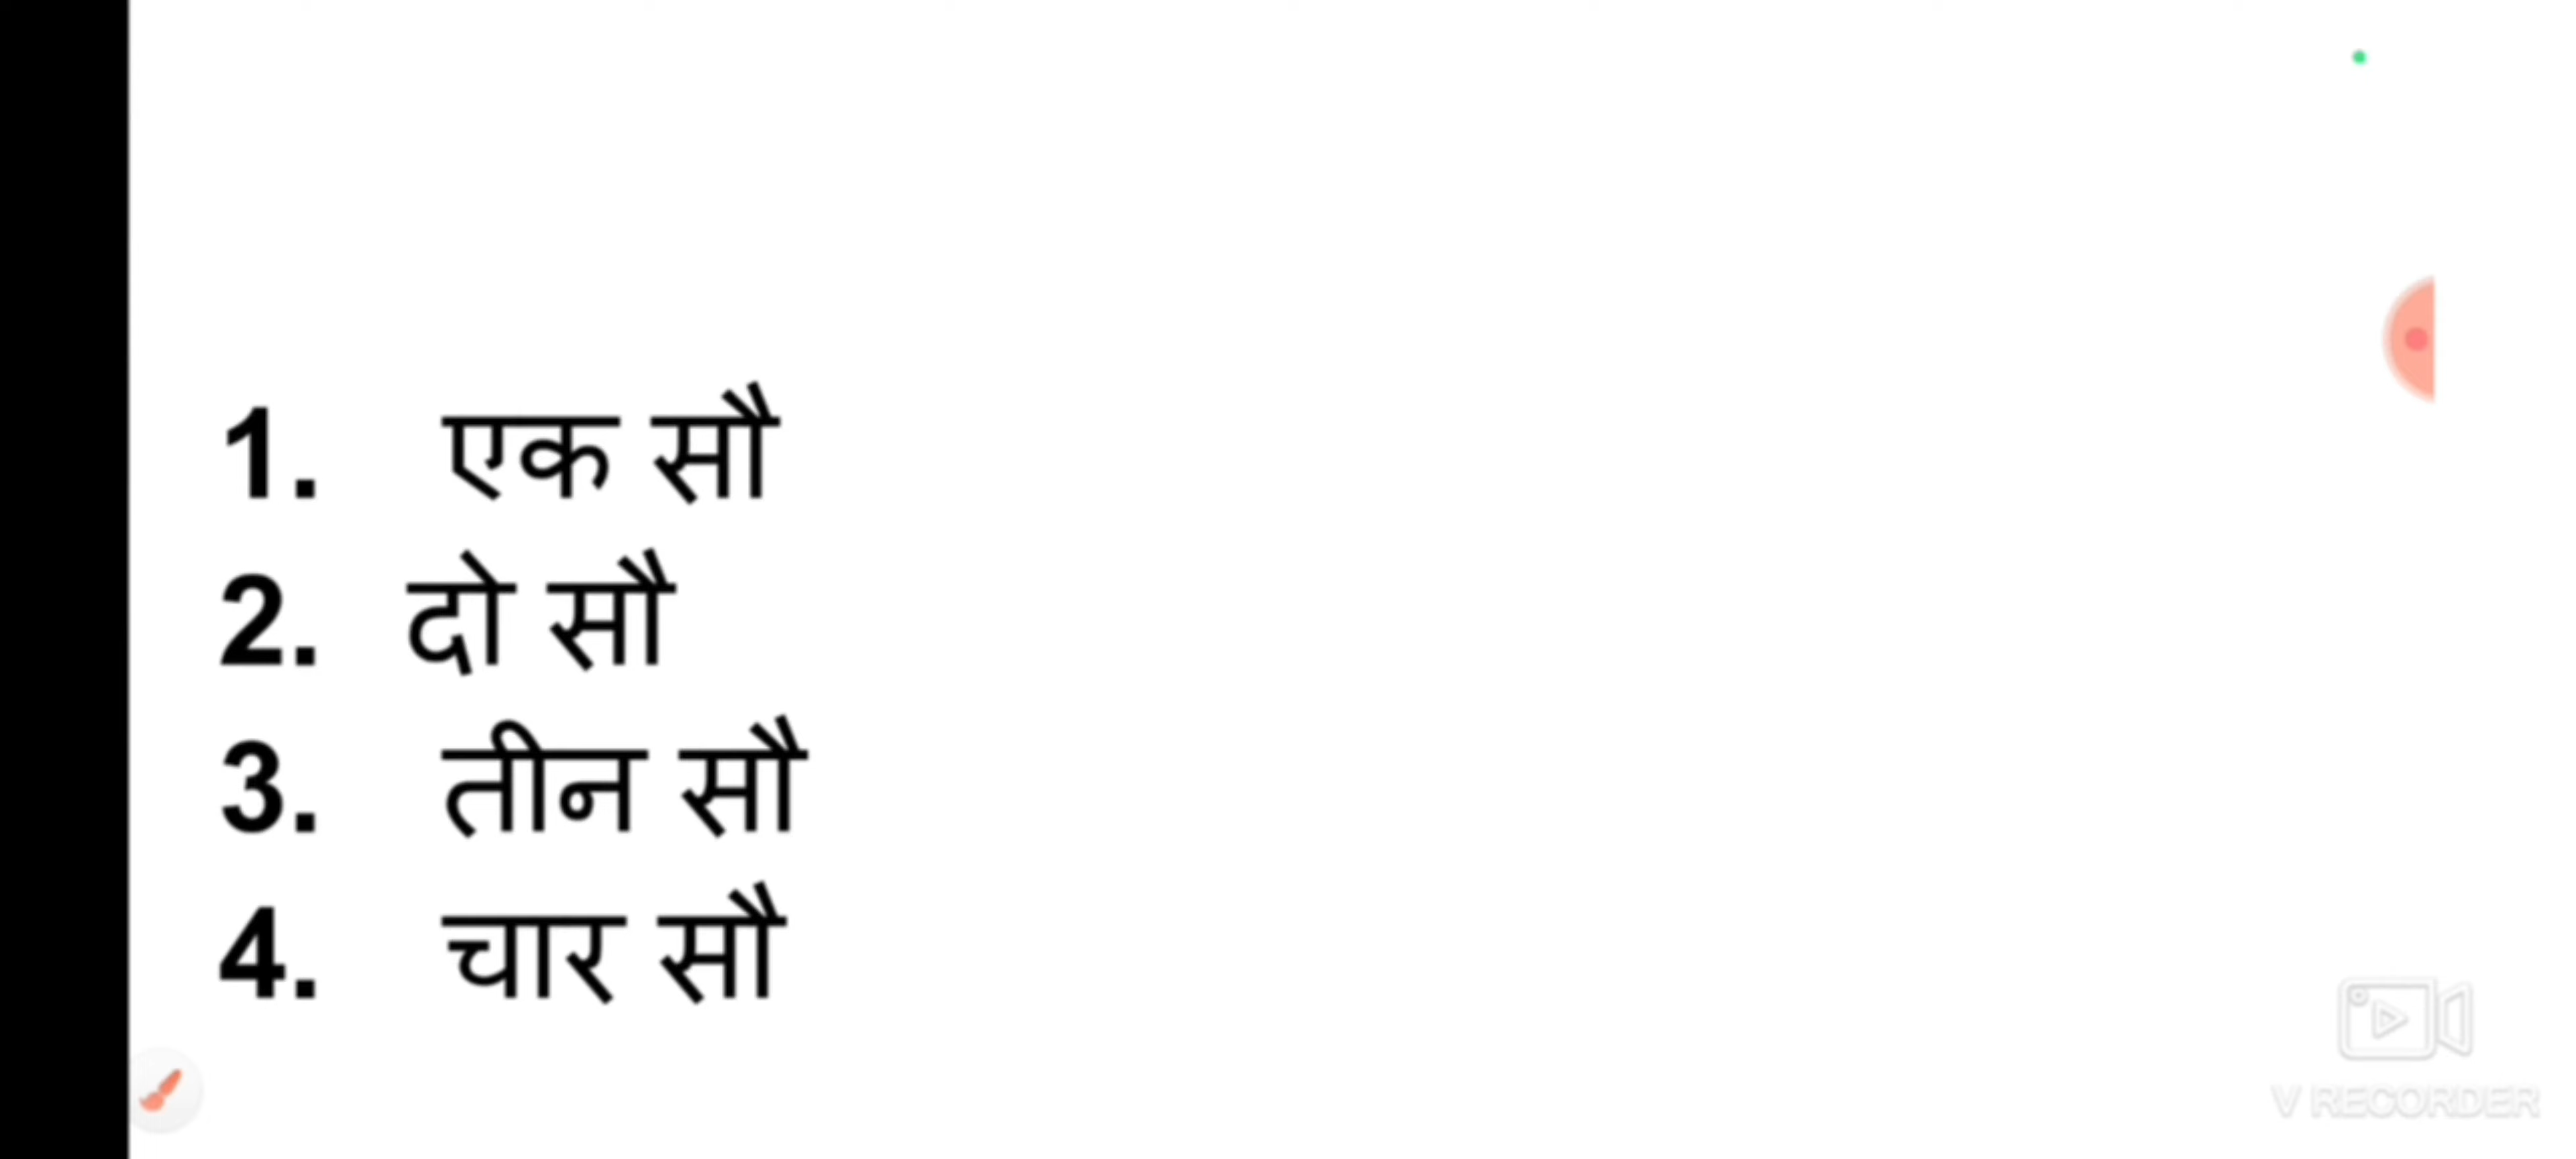 1. एक सौ
2. दो सौ
3. तीन सौ
4. चार सौ
V RECORDER